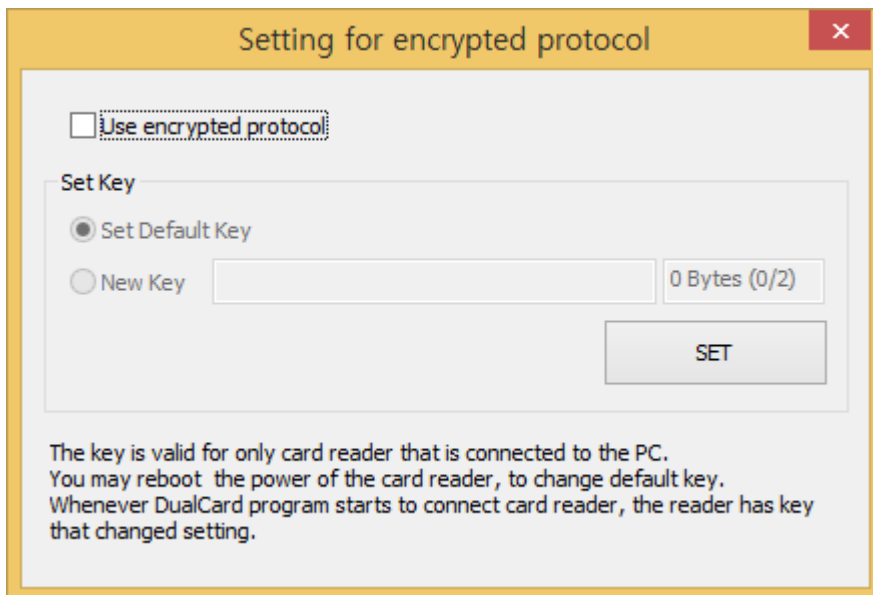 Setting for encrypted protocol
Use encrypted protocol
Set Key
Set Default Key
New Key 0 Bytes (0/2)
SET
The key is valid for only card reader that is connected to the PC.
You may reboot  the power of the card reader, to change default key.
Whenever DualCard program starts to connect card reader, the reader has key
that changed setting.